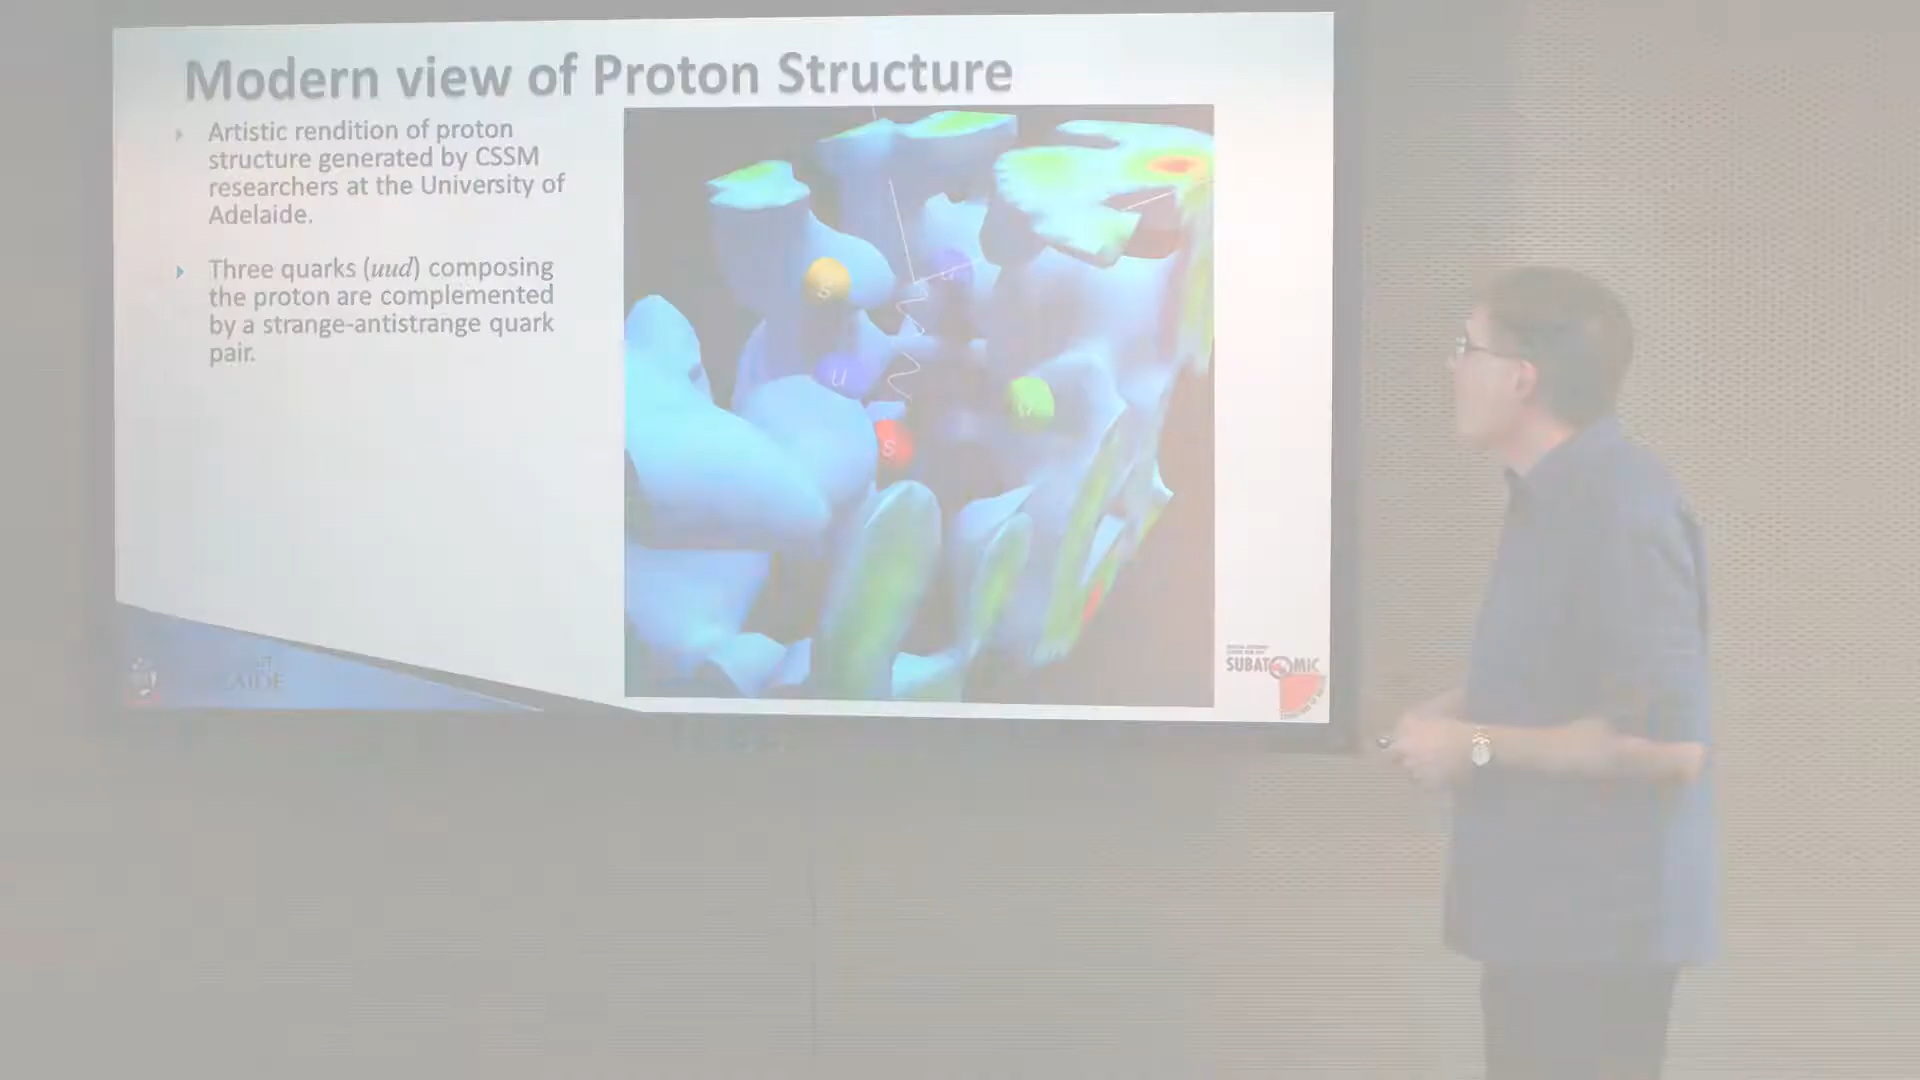 Modern view of Proton Structure
Artistic rendition of proton
structure generated by CSSM
researchers at the University of
Adelaide.
Three quarks (uud) composing
the proton are complemented
by a strange-antistrange quark
pair.
s
u
s
SUBATOMIC